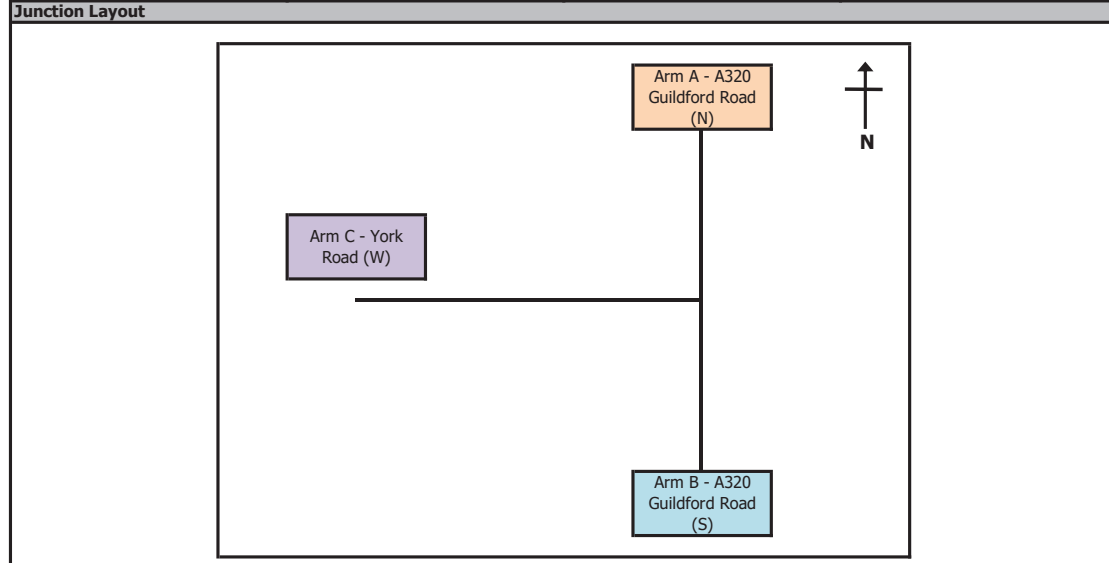 Junction Layout
Arm A - A320
Guildford Road
(N)
N
Arm C - York
Road (W)
Arm B - A320
Guildford Road
(S)